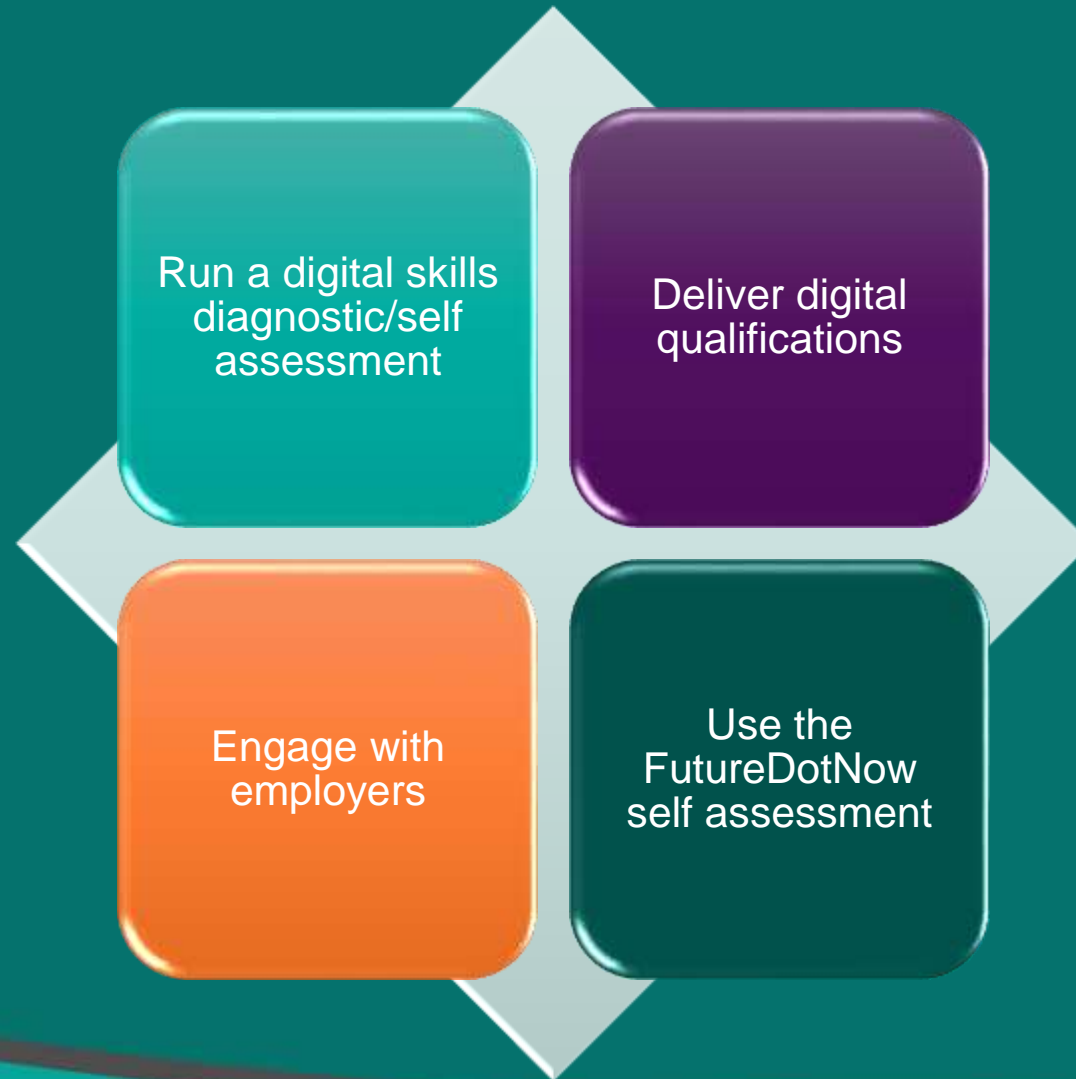 Run a digital skills
diagnostic/self
assessment
Deliver digital
qualifications
Engage with
employers
Use the
FutureDotNow
self assessment